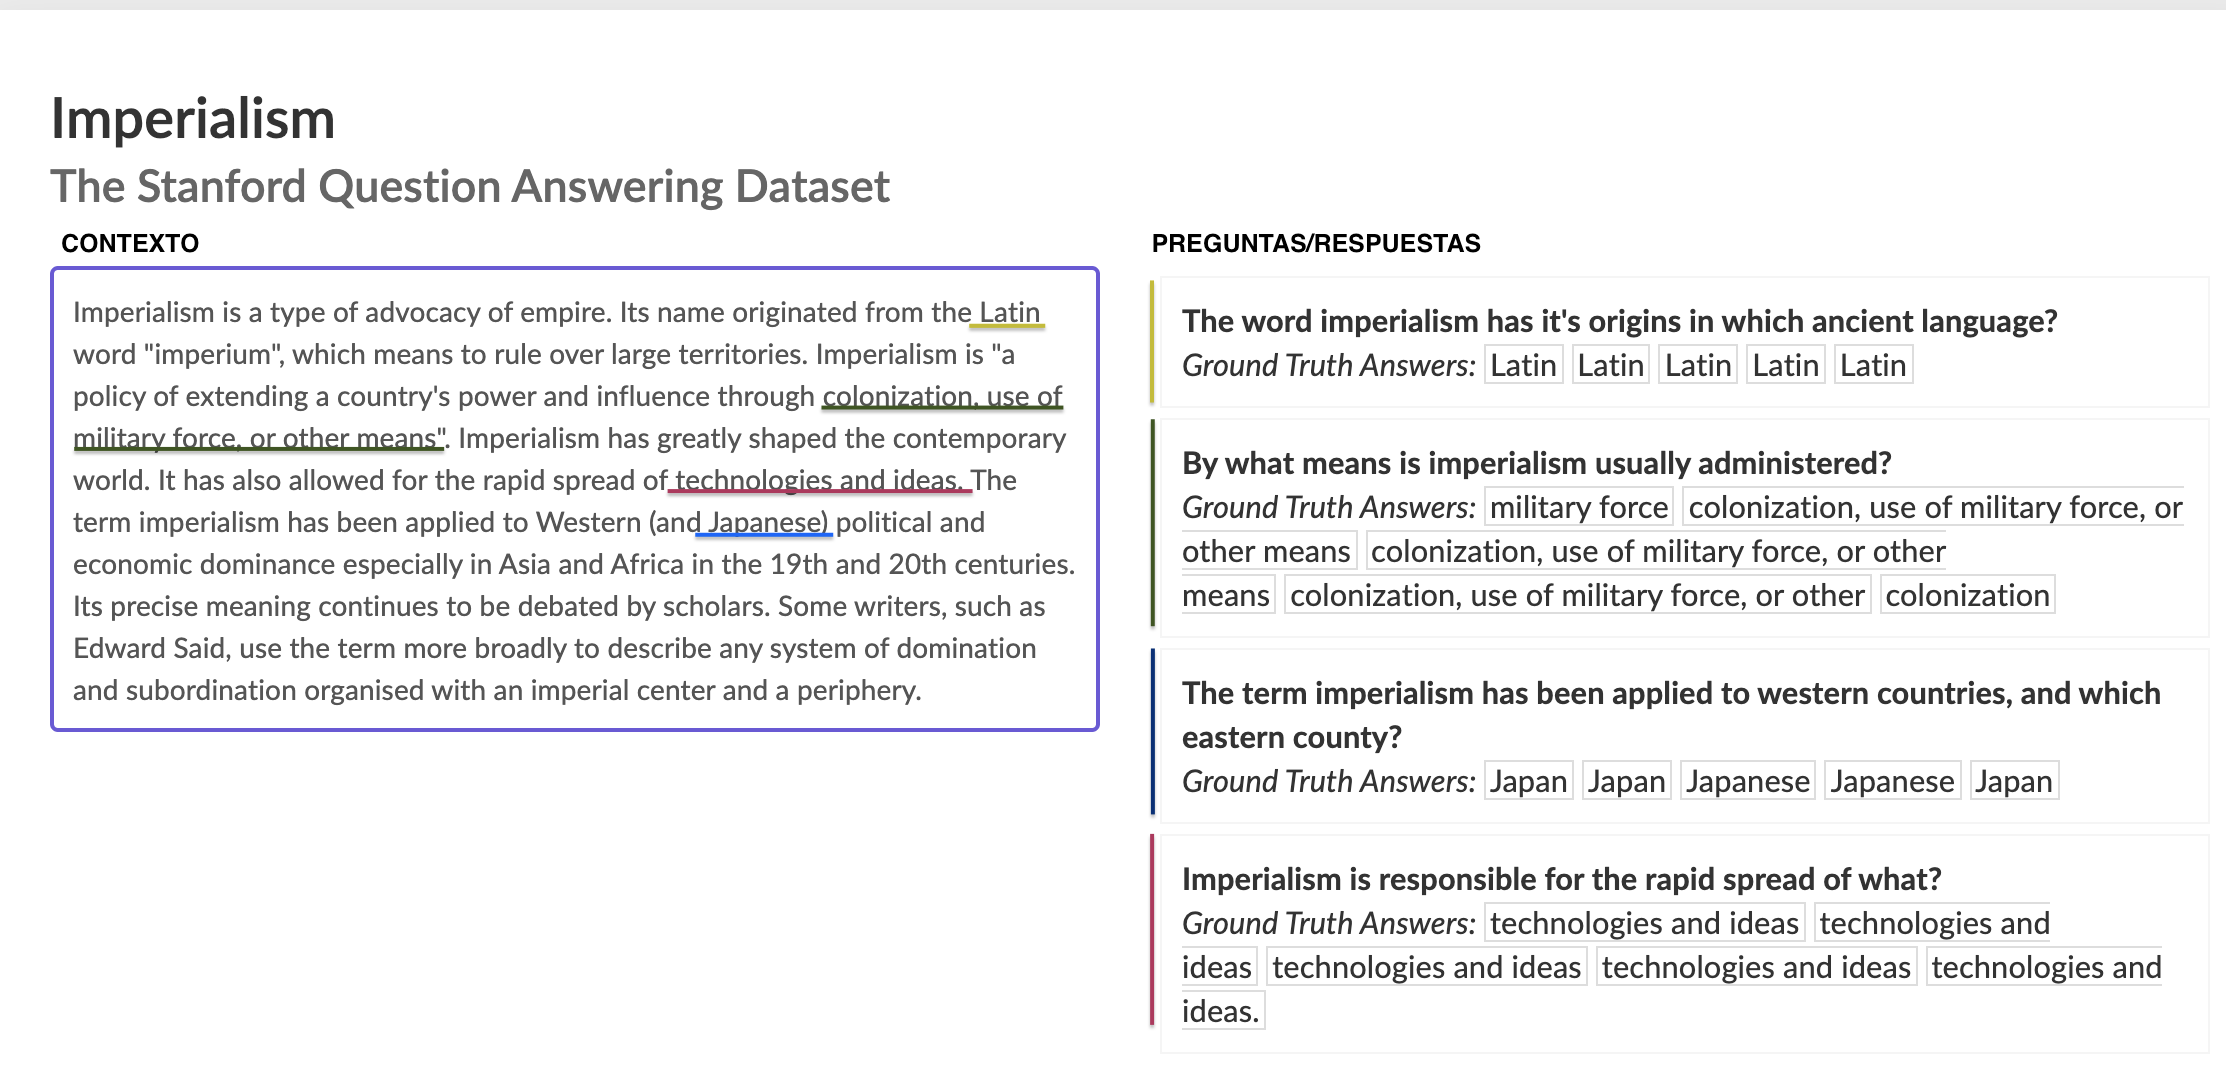 Imperialism
The Stanford Question Answering Dataset
CONTEXTO
Imperialism is a type of advocacy of empire. Its name originated from the Latin
word "imperium", which means to rule over large territories. Imperialism is "a
policy of extending a country's power and influence through colonization, use of
military force, or other means". Imperialism has greatly shaped the contemporary
world. It has also allowed for the rapid spread of technologies and ideas. The
term imperialism has been applied to Western (and Japanese) political and
economic dominance especially in Asia and Africa in the 19th and 20th centuries.
Its precise meaning continues to be debated by scholars. Some writers, such as
Edward Said, use the term more broadly to describe any system of domination
and subordination organised with an imperial center and a periphery.
PREGUNTAS/RESPUESTAS
The word imperialism has it's origins in which ancient language?
Ground Truth Answers: Latin Latin Latin Latin Latin
By what means is imperialism usually administered?
Ground Truth Answers: military force colonization, use of military force, or
other means colonization, use of military force, or other
means colonization, use of military force, or other colonization
The term imperialism has been applied to western countries, and which
eastern county?
Ground Truth Answers: Japan Japan Japanese Japanese Japan
Imperialism is responsible for the rapid spread of what?
Ground Truth Answers: technologies and ideas technologies and
ideas technologies and ideas technologies and ideas technologies and
ideas.